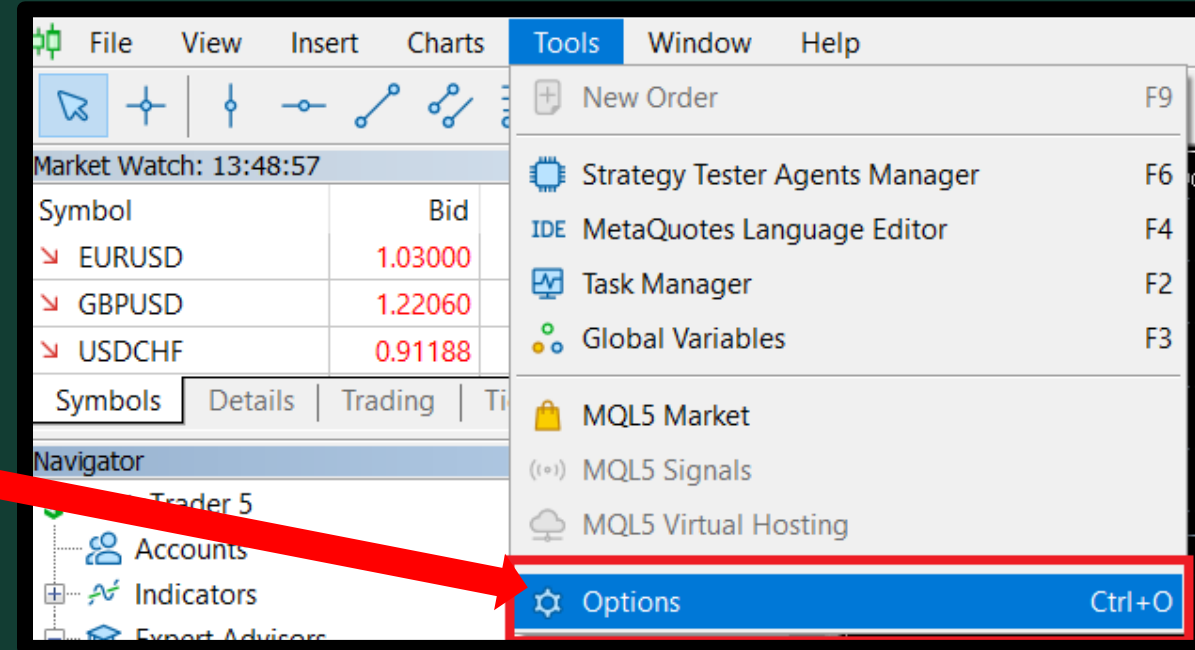 File View Insert Charts Tools Window Help
New Order F9
Market Watch: 13:48:57
Symbol Bid
EURUSD 1.03000
GBPUSD 1.22060
USDCHF 0.91188
Symbols Details Trading
Strategy Tester Agents Manager F6
IDE MetaQuotes Language Editor F4
Task Manager F2
Global Variables F3
MQL5 Market
MQL5 Signals
MQL5 Virtual Hosting
Options Ctrl+O
Navigator
Trader 5
Accounts
Indicators
Expert Advisors